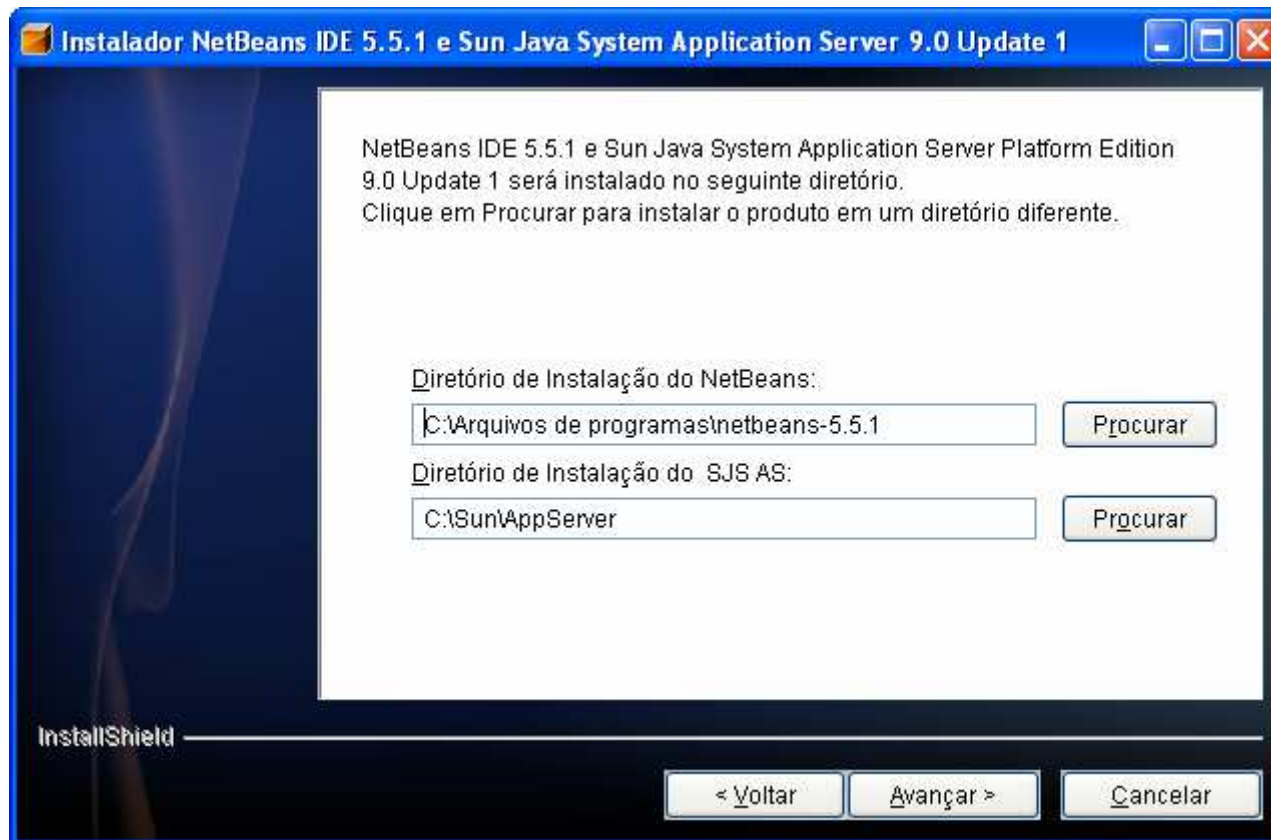 Instalador NetBeans IDE 5.5.1 e Sun Java System Application Server 9.0 Update 1
NetBeans IDE 5.5.1 e Sun Java System Application Server Platform Edition
9.0 Update 1 será instalado no seguinte diretório.
Clique em Procurar para instalar o produto em um diretório diferente.
Diretório de Instalação do NetBeans:
C:\Arquivos de programas\netbeans-5.5.1
Procurar
Diretório de Instalação do SJS AS:
C:\Sun\AppServer
Procurar
InstallShield
< Voltar
Avançar >
Cancelar